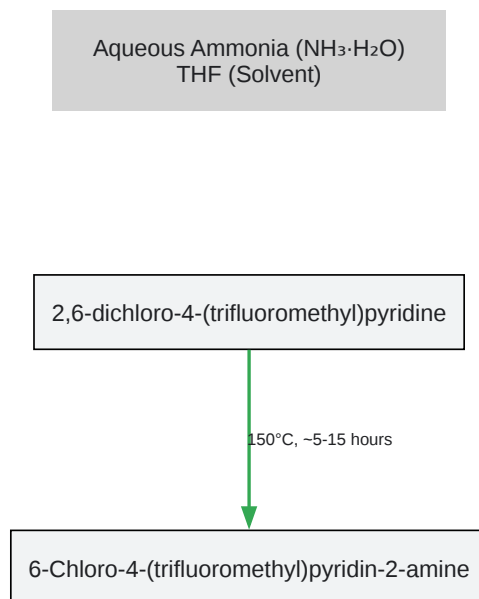 Aqueous Ammonia (NH₃·H₂O)
THF (Solvent)
2,6-dichloro-4-(trifluoromethyl)pyridine
150°C, ~5-15 hours
6-Chloro-4-(trifluoromethyl)pyridin-2-amine